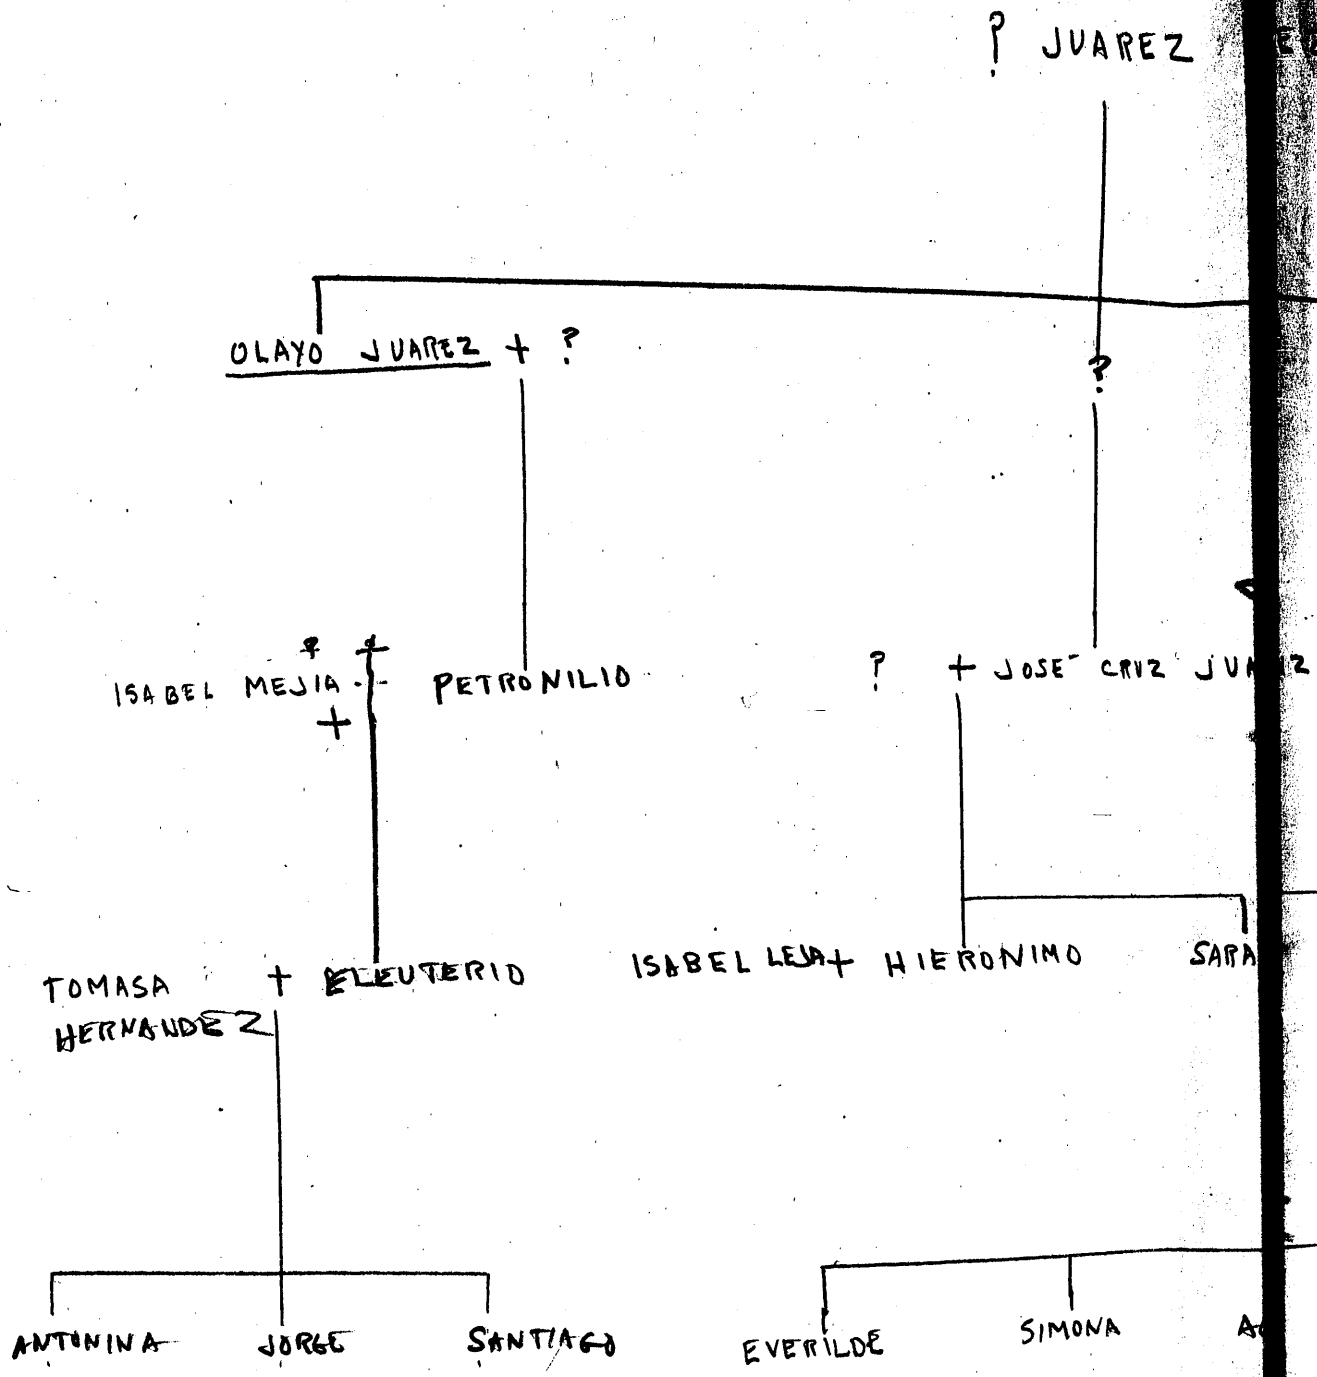 ? JUAREZ
OLAYO JUAREZ + ?
?
ISABEL MEJIA + PETRONILIO
? + JOSE CRUZ
TOMASA + ELEUTERIO
HERNANDEZ
ISABEL LEJA + HIERONIMO
SARA
ANTONINA JORGE SANTIAGO
EVERILDE SIMONA